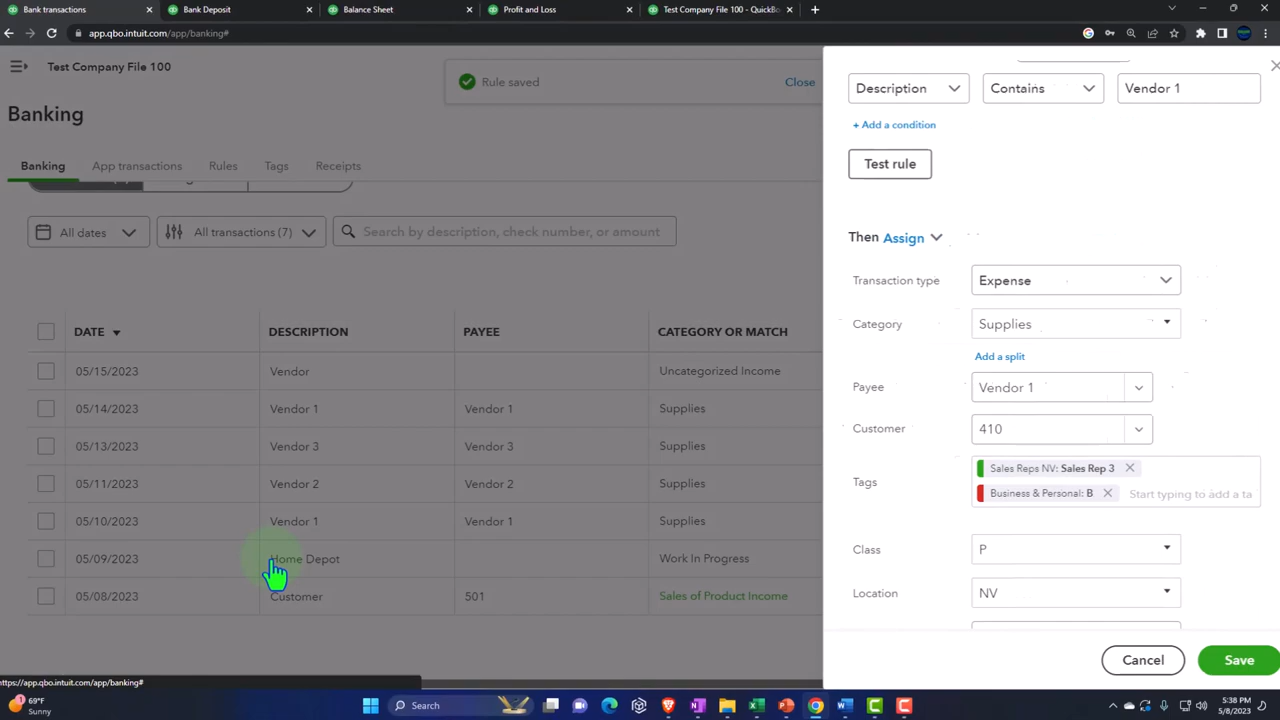 Bank transactions
Bank Deposit
Balance Sheet
Profit and Loss
Test Company File 100 - QuickBo
app.qbo.intuit.com/app/banking#
Test Company File 100
Rule saved
Close
Banking
Banking
App transactions
Rules
Tags
Receipts
All dates
All transactions (7)
Search by description, check number, or amount
DATE DESCRIPTION PAYEE CATEGORY OR MATCH
05/15/2023 Vendor Uncategorized Income
05/14/2023 Vendor 1 Vendor 1 Supplies
05/13/2023 Vendor 3 Vendor 3 Supplies
05/11/2023 Vendor 2 Vendor 2 Supplies
05/10/2023 Vendor 1 Vendor 1 Supplies
05/09/2023 Home Depot Work In Progress
05/08/2023 Customer 501 Sales of Product Income
Description Contains Vendor 1
+ Add a condition
Test rule
Then Assign
Transaction type Expense
Category Supplies
Add a split
Payee Vendor 1
Customer 410
Tags
Sales Reps NV: Sales Rep 3
Business & Personal: B
Start typing to add a ta
Class P
Location NV
Cancel
Save
https://app.qbo.intuit.com/app/banking#
69°F
Sunny
Search
5:38 PM
5/8/2023